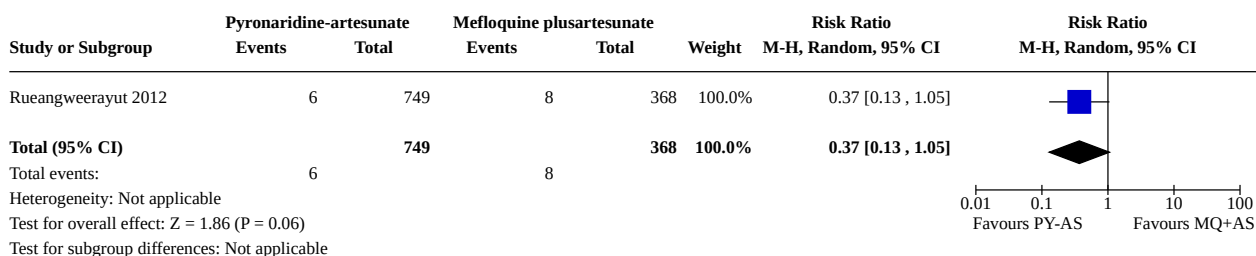 Pyronaridine-artesunate Mefloquine plusartesunate Risk Ratio Risk Ratio
Study or Subgroup Events Total Events Total Weight M-H, Random, 95% CI M-H, Random, 95% CI
Rueangweerayut 2012 6 749 8 368 100.0% 0.37 [0.13 , 1.05]
Total (95% CI) 749 368 100.0% 0.37 [0.13 , 1.05]
Total events: 6 8
Heterogeneity: Not applicable
0.01 0.1 1 10 100
Test for overall effect: Z = 1.86 (P = 0.06) Favours PY-AS Favours MQ+AS
Test for subgroup differences: Not applicable